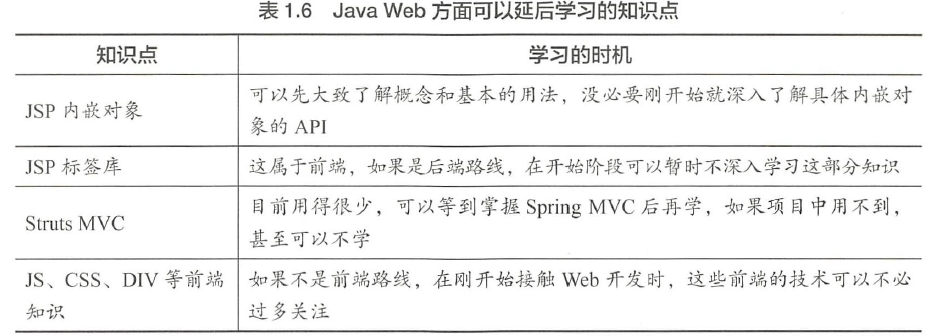 表 1.6 Java Web 方面可以延后学习的知识点
知识点 学习的时机
JSP 内嵌对象
可以先大致了解概念和基本的用法，没必要刚开始就深入了解具体内嵌对
象的 API
JSP 标签库
这属于前端，如果是后端路线，在开始阶段可以暂时不深入学习这部分知识
Struts MVC
目前用得很少，可以等到掌握 Spring MVC 后再学，如果项目中用不到，
甚至可以不学
JS、CSS、DIV 等前端
知识
如果不是前端路线，在刚开始接触 Web 开发时，这些前端的技术可以不必
过多关注